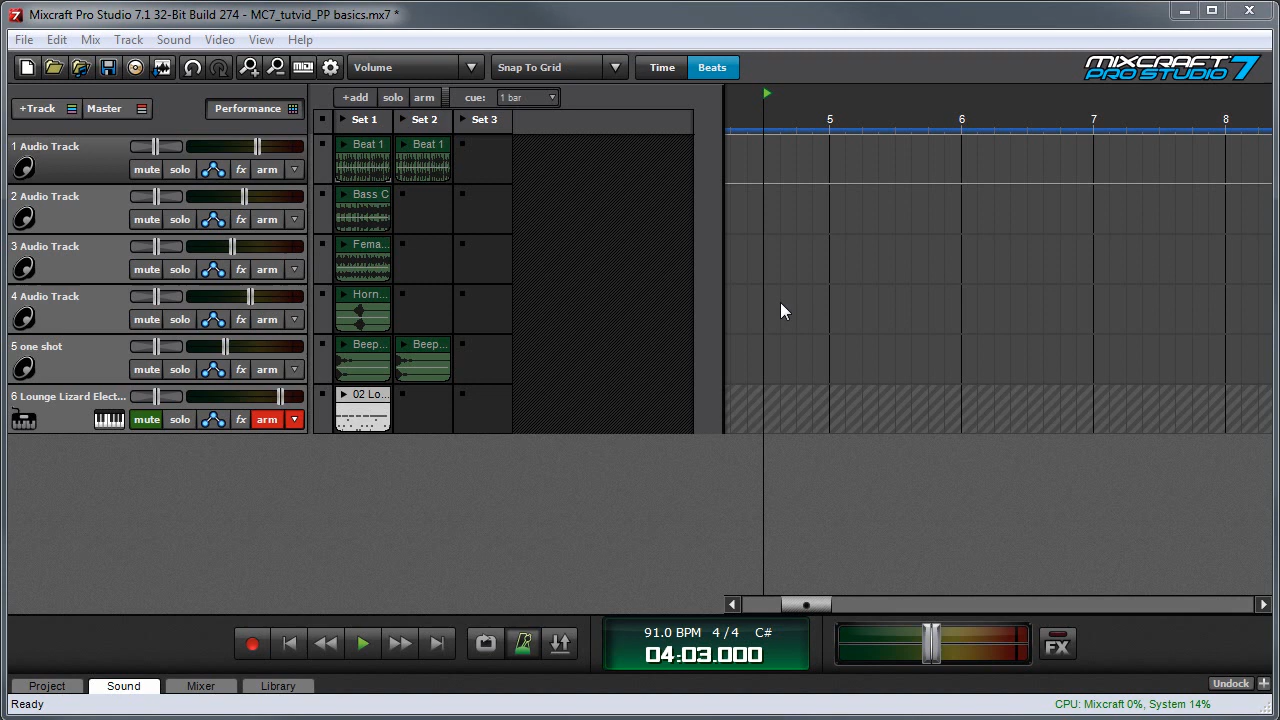 Mixcraft Pro Studio 7.1 32-Bit Build 274 - MC7_tutvid_PP basics.mx7 *
File Edit Mix Track Sound Video View Help
Volume Snap To Grid Time Beats MIXCRAFT PRO STUDIO 7
+Track Master Performance +add solo arm cue: 1 bar
Set 1 Set 2 Set 3 5 6 7 8
1 Audio Track Beat 1 Beat 1
mute solo fx arm
2 Audio Track Bass C
mute solo fx arm
3 Audio Track Fema...
mute solo fx arm
4 Audio Track Horn...
mute solo fx arm
5 one shot Beep... Beep...
mute solo fx arm
6 Lounge Lizard Elect... 02 Lo...
mute solo fx arm
91.0 BPM 4 / 4 C#
04:03.000 FX
Project Sound Mixer Library Undock
Ready CPU: Mixcraft 0%, System 14%